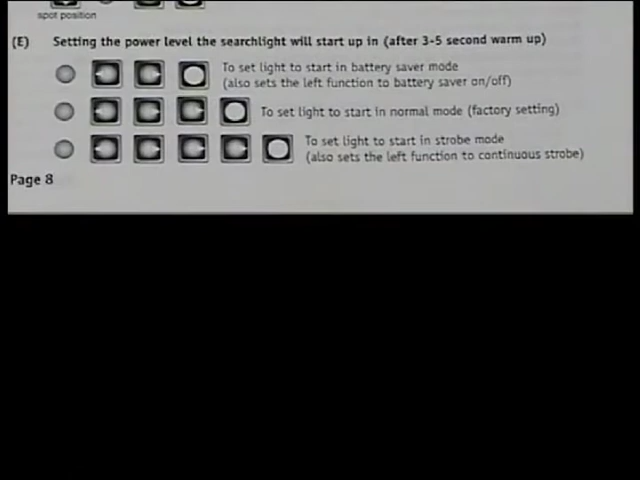 spot position
(E) Setting the power level the searchlight will start up in (after 3-5 second warm up)
To set light to start in battery saver mode
(also sets the left function to battery saver on/off)
To set light to start in normal mode (factory setting)
To set light to start in strobe mode
(also sets the left function to continuous strobe)
Page 8